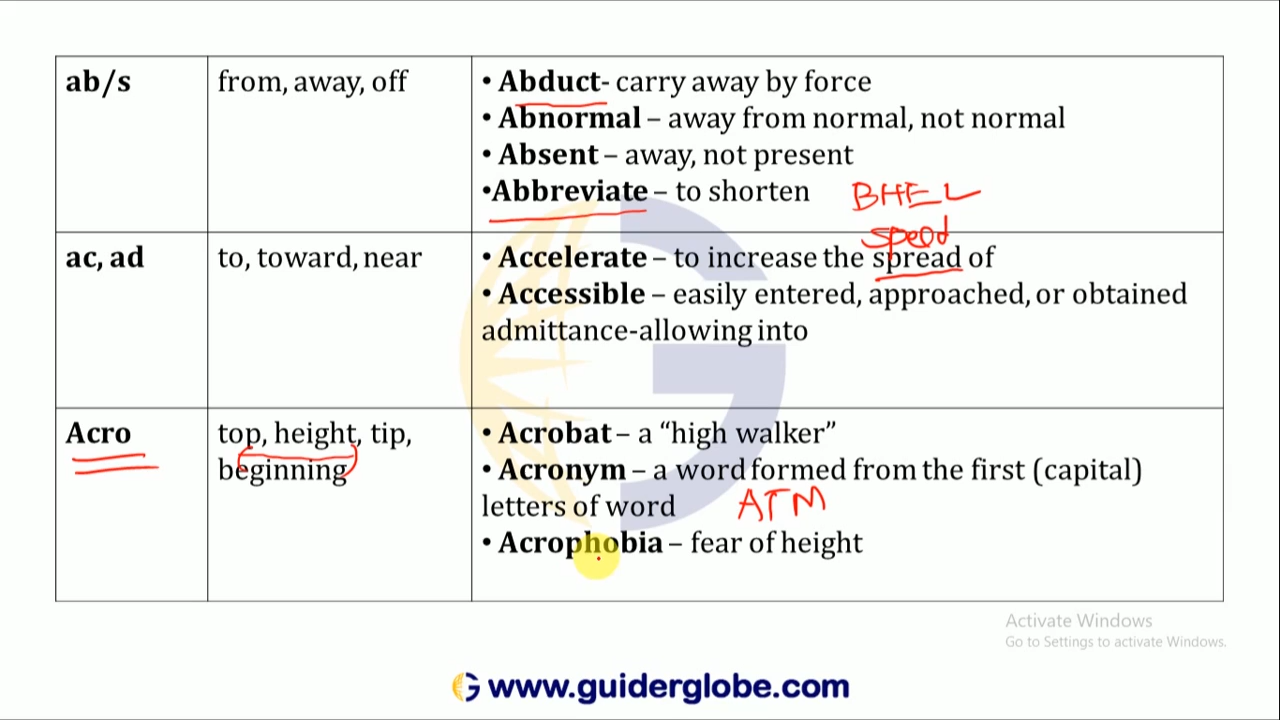 ab/s
from, away, off
• Abduct- carry away by force
• Abnormal – away from normal, not normal
• Absent – away, not present
•Abbreviate – to shorten BHEL
speed
ac, ad
to, toward, near
• Accelerate – to increase the spread of
• Accessible – easily entered, approached, or obtained
admittance-allowing into
Acro
top, height, tip,
beginning
• Acrobat – a “high walker”
• Acronym – a word formed from the first (capital)
letters of word ATM
• Acrophobia – fear of height
Activate Windows
Go to Settings to activate Windows.
www.guiderglobe.com